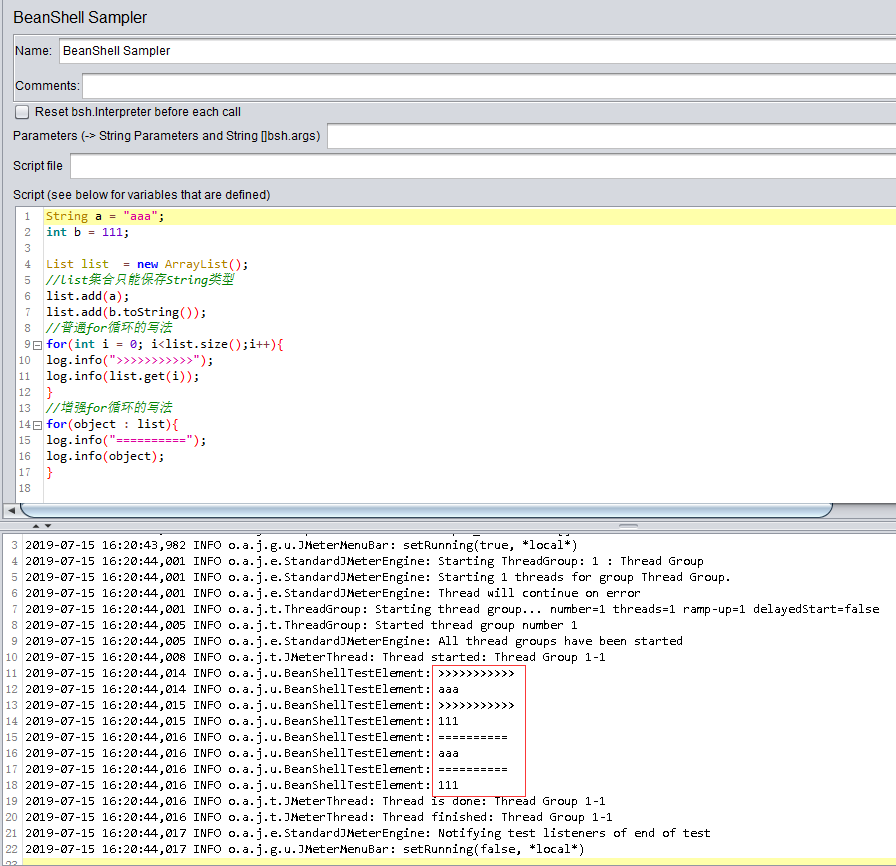 BeanShell Sampler
Name: BeanShell Sampler
Comments:
Reset bsh.Interpreter before each call
Parameters (-> String Parameters and String []bsh.args)
Script file
Script (see below for variables that are defined)
1 String a = "aaa";
2 int b = 111;
3
4 List list  = new ArrayList();
5 //list集合只能保存String类型
6 list.add(a);
7 list.add(b.toString());
8 //普通for循环的写法
9 for(int i = 0; i<list.size();i++){
10 log.info(">>>>>>>>>>>");
11 log.info(list.get(i));
12 }
13 //增强for循环的写法
14 for(object : list){
15 log.info("==========");
16 log.info(object);
17 }
18
3 2019-07-15 16:20:43,982 INFO o.a.j.g.u.JMeterMenuBar: setRunning(true, *local*)
4 2019-07-15 16:20:44,001 INFO o.a.j.e.StandardJMeterEngine: Starting ThreadGroup: 1 : Thread Group
5 2019-07-15 16:20:44,001 INFO o.a.j.e.StandardJMeterEngine: Starting 1 threads for group Thread Group.
6 2019-07-15 16:20:44,001 INFO o.a.j.e.StandardJMeterEngine: Thread will continue on error
7 2019-07-15 16:20:44,001 INFO o.a.j.t.ThreadGroup: Starting thread group... number=1 threads=1 ramp-up=1 delayedStart=false
8 2019-07-15 16:20:44,005 INFO o.a.j.t.ThreadGroup: Started thread group number 1
9 2019-07-15 16:20:44,005 INFO o.a.j.e.StandardJMeterEngine: All thread groups have been started
10 2019-07-15 16:20:44,008 INFO o.a.j.t.JMeterThread: Thread started: Thread Group 1-1
11 2019-07-15 16:20:44,014 INFO o.a.j.u.BeanShellTestElement: >>>>>>>>>>>
12 2019-07-15 16:20:44,014 INFO o.a.j.u.BeanShellTestElement: aaa
13 2019-07-15 16:20:44,015 INFO o.a.j.u.BeanShellTestElement: >>>>>>>>>>>
14 2019-07-15 16:20:44,015 INFO o.a.j.u.BeanShellTestElement: 111
15 2019-07-15 16:20:44,016 INFO o.a.j.u.BeanShellTestElement: ==========
16 2019-07-15 16:20:44,016 INFO o.a.j.u.BeanShellTestElement: aaa
17 2019-07-15 16:20:44,016 INFO o.a.j.u.BeanShellTestElement: ==========
18 2019-07-15 16:20:44,016 INFO o.a.j.u.BeanShellTestElement: 111
19 2019-07-15 16:20:44,016 INFO o.a.j.t.JMeterThread: Thread is done: Thread Group 1-1
20 2019-07-15 16:20:44,016 INFO o.a.j.t.JMeterThread: Thread finished: Thread Group 1-1
21 2019-07-15 16:20:44,017 INFO o.a.j.e.StandardJMeterEngine: Notifying test listeners of end of test
22 2019-07-15 16:20:44,017 INFO o.a.j.g.u.JMeterMenuBar: setRunning(false, *local*)